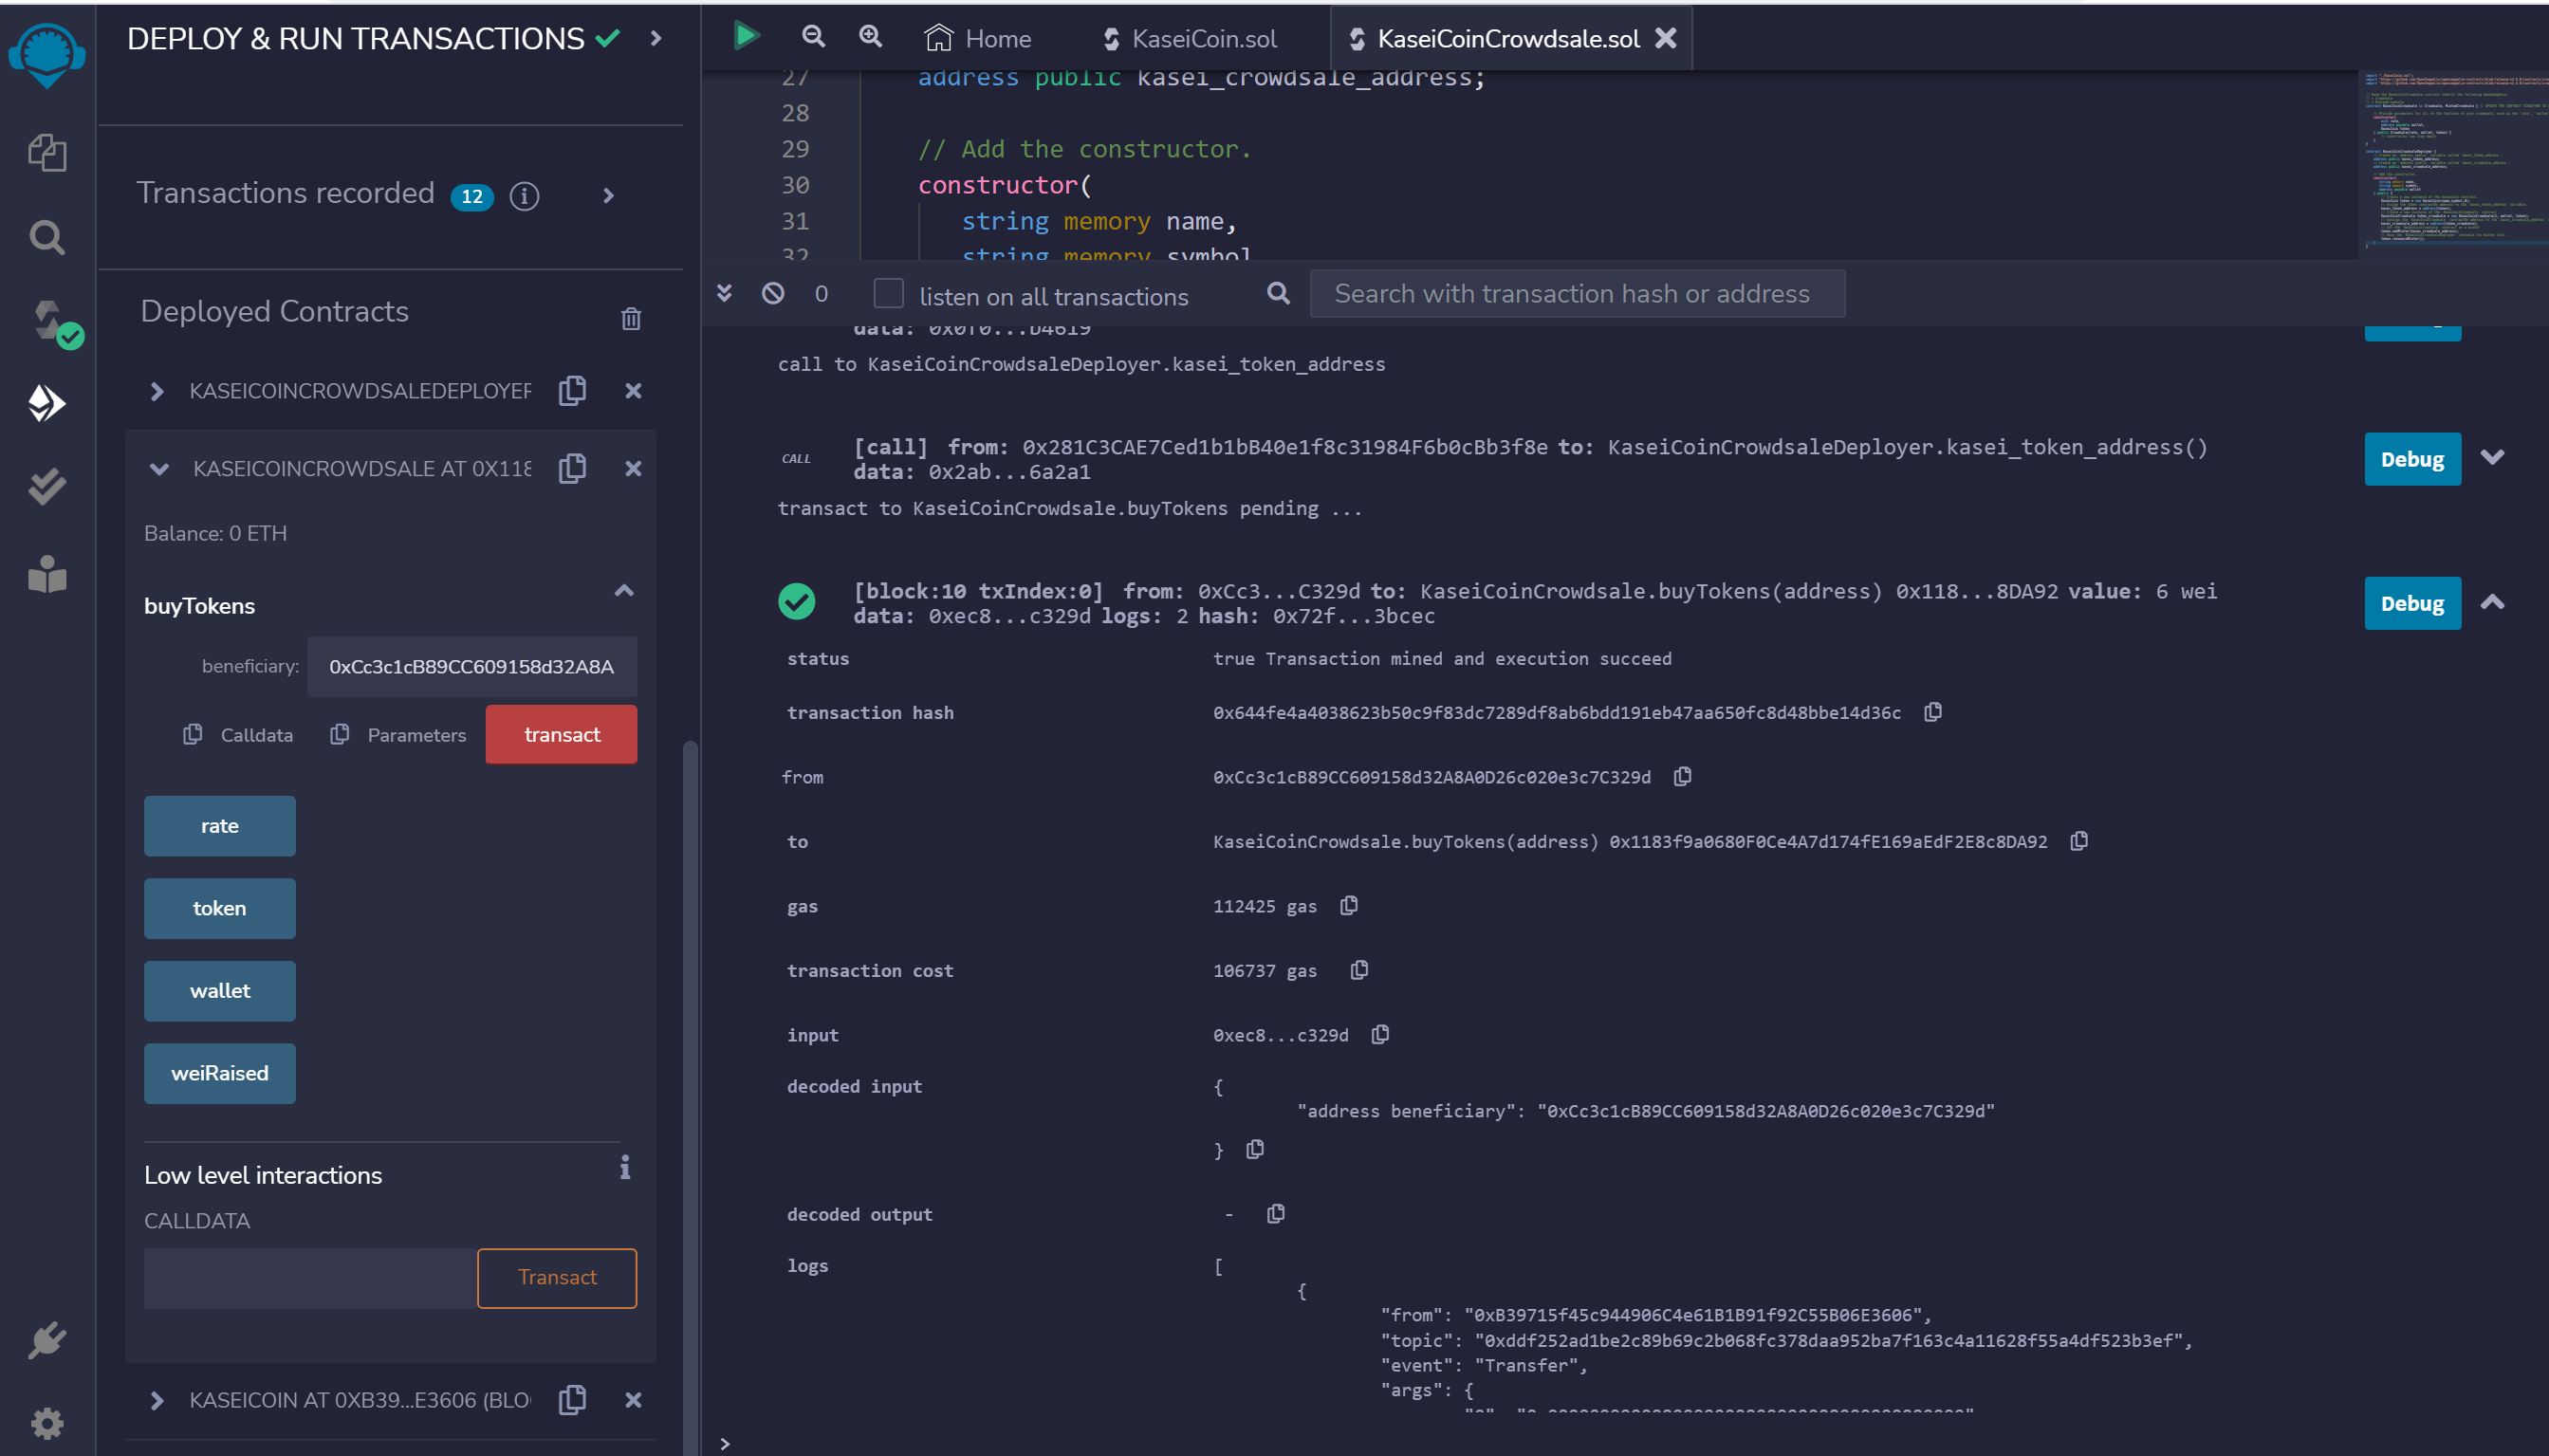 DEPLOY & RUN TRANSACTIONS
Transactions recorded 12 i
Deployed Contracts
KASEICOINCROWDSALEDEPLOYER
KASEICOINCROWDSALE AT 0X118
Balance: 0 ETH
buyTokens
beneficiary: 0xCc3c1cB89CC609158d32A8A
Calldata Parameters transact
rate
token
wallet
weiRaised
Low level interactions i
CALLDATA
Transact
KASEICOIN AT 0XB39...E3606 (BLO
Home KaseiCoin.sol KaseiCoinCrowdsale.sol
27 address public kasei_crowdsale_address;
28
29 // Add the constructor.
30 constructor(
31 string memory name,
32 string memory symbol
0 listen on all transactions Search with transaction hash or address
data: 0x0f0...b4619
call to KaseiCoinCrowdsaleDeployer.kasei_token_address
CALL [call] from: 0x281C3CAE7Ced1b1bB40e1f8c31984F6b0cBb3f8e to: KaseiCoinCrowdsaleDeployer.kasei_token_address()
data: 0x2ab...6a2a1
Debug
transact to KaseiCoinCrowdsale.buyTokens pending ...
[block:10 txIndex:0] from: 0xCc3...C329d to: KaseiCoinCrowdsale.buyTokens(address) 0x118...8DA92 value: 6 wei
data: 0xec8...c329d logs: 2 hash: 0x72f...3bcec
Debug
status true Transaction mined and execution succeed
transaction hash 0x644fe4a4038623b50c9f83dc7289df8ab6bdd191eb47aa650fc8d48bbe14d36c
from 0xCc3c1cB89CC609158d32A8A0D26c020e3c7C329d
to KaseiCoinCrowdsale.buyTokens(address) 0x1183f9a0680F0Ce4A7d174fE169aEdF2E8c8DA92
gas 112425 gas
transaction cost 106737 gas
input 0xec8...c329d
decoded input {
"address beneficiary": "0xCc3c1cB89CC609158d32A8A0D26c020e3c7C329d"
}
decoded output -
logs [
{
"from": "0xB39715f45c944906C4e61B1B91f92C55B06E3606",
"topic": "0xddf252ad1be2c89b69c2b068fc378daa952ba7f163c4a11628f55a4df523b3ef",
"event": "Transfer",
"args": {
>